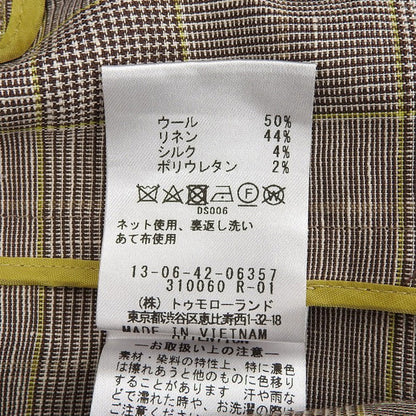 ウール 50%
リネン 44%
シルク 4%
ポリウレタン 2%
DS006
ネット使用、裏返し洗い
あて布使用
13-06-42-06357
310060 R-01
(株) トゥモローランド
東京都渋谷区恵比寿西1-32-18
MADE IN VIETNAM
-お取扱い上の注意-
素材・染料の特性上、特に濃色
は擦れあうと他のものに色移り
することがあります 汗や雨な
どで濡れた時や、お洗濯の際